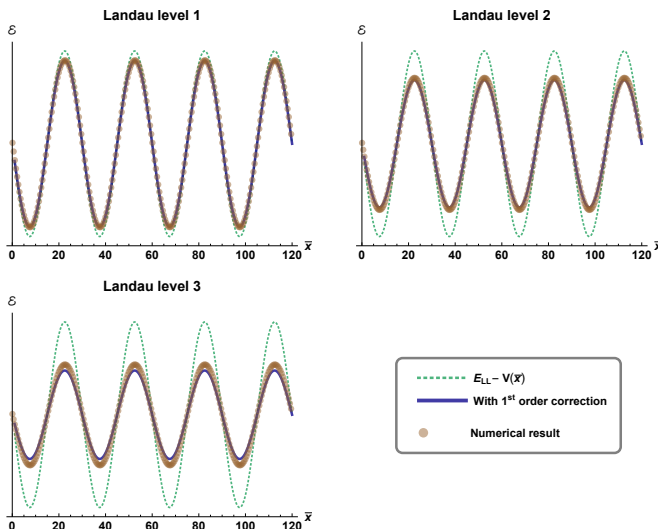 Landau level 1
ℰ
0 20 40 60 80 100 120
x̄
Landau level 2
ℰ
0 20 40 60 80 100 120
x̄
Landau level 3
ℰ
0 20 40 60 80 100 120
x̄
E_LL – V(x̄)
With 1st order correction
Numerical result